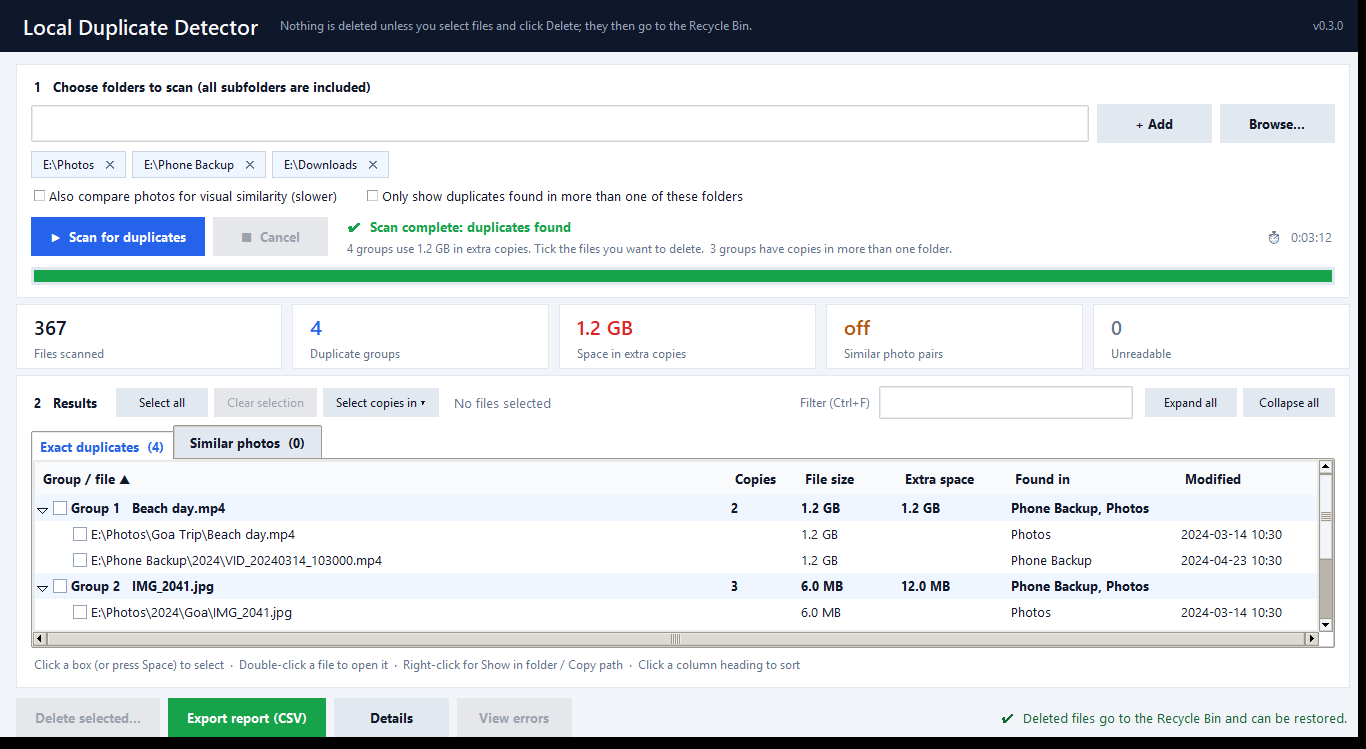 Local Duplicate Detector Nothing is deleted unless you select files and click Delete; they then go to the Recycle Bin. v0.3.0
1 Choose folders to scan (all subfolders are included)
+ Add Browse...
E:\Photos ✕ E:\Phone Backup ✕ E:\Downloads ✕
Also compare photos for visual similarity (slower) Only show duplicates found in more than one of these folders
▶ Scan for duplicates ■ Cancel ✔ Scan complete: duplicates found
4 groups use 1.2 GB in extra copies. Tick the files you want to delete. 3 groups have copies in more than one folder. ⏱ 0:03:12
367 4 1.2 GB off 0
Files scanned Duplicate groups Space in extra copies Similar photo pairs Unreadable
2 Results Select all Clear selection Select copies in ▾ No files selected Filter (Ctrl+F) Expand all Collapse all
Exact duplicates (4) Similar photos (0)
Group / file ▲ Copies File size Extra space Found in Modified
Group 1 Beach day.mp4 2 1.2 GB 1.2 GB Phone Backup, Photos
E:\Photos\Goa Trip\Beach day.mp4 1.2 GB Photos 2024-03-14 10:30
E:\Phone Backup\2024\VID_20240314_103000.mp4 1.2 GB Phone Backup 2024-04-23 10:30
Group 2 IMG_2041.jpg 3 6.0 MB 12.0 MB Phone Backup, Photos
E:\Photos\2024\Goa\IMG_2041.jpg 6.0 MB Photos 2024-03-14 10:30
Click a box (or press Space) to select · Double-click a file to open it · Right-click for Show in folder / Copy path · Click a column heading to sort
Delete selected... Export report (CSV) Details View errors ✔ Deleted files go to the Recycle Bin and can be restored.